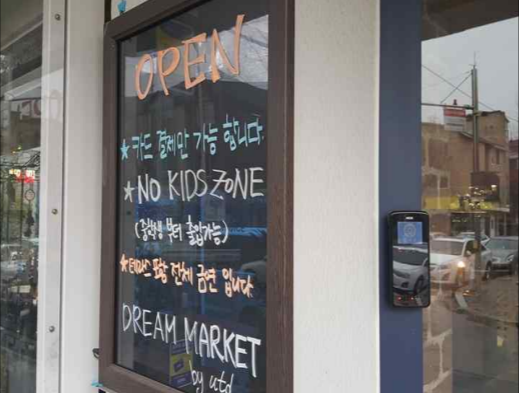 OPEN
★카드 결제만 가능 합니다.
★NO KIDS ZONE
(중학생 부터 출입가능)
★테라스 포함 전체 금연 입니다
DREAM MARKET
by utd